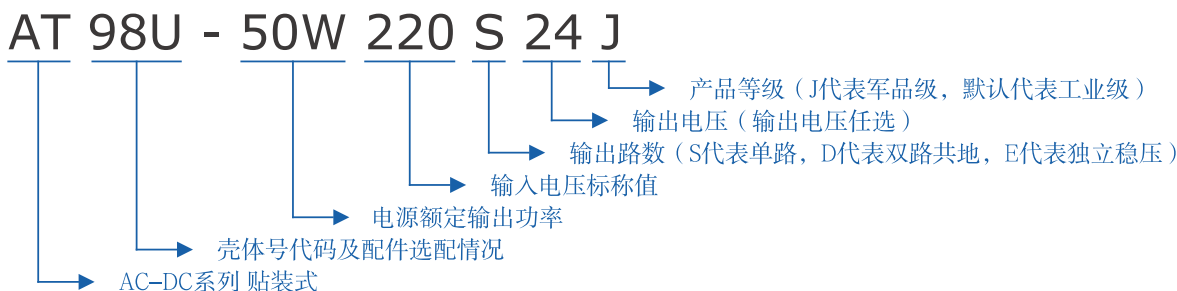 AT 98U - 50W 220 S 24 J
产品等级（J代表军品级，默认代表工业级）
输出电压（输出电压任选）
输出路数（S代表单路，D代表双路共地，E代表独立稳压）
输入电压标称值
电源额定输出功率
壳体号代码及配件选配情况
AC-DC系列 贴装式